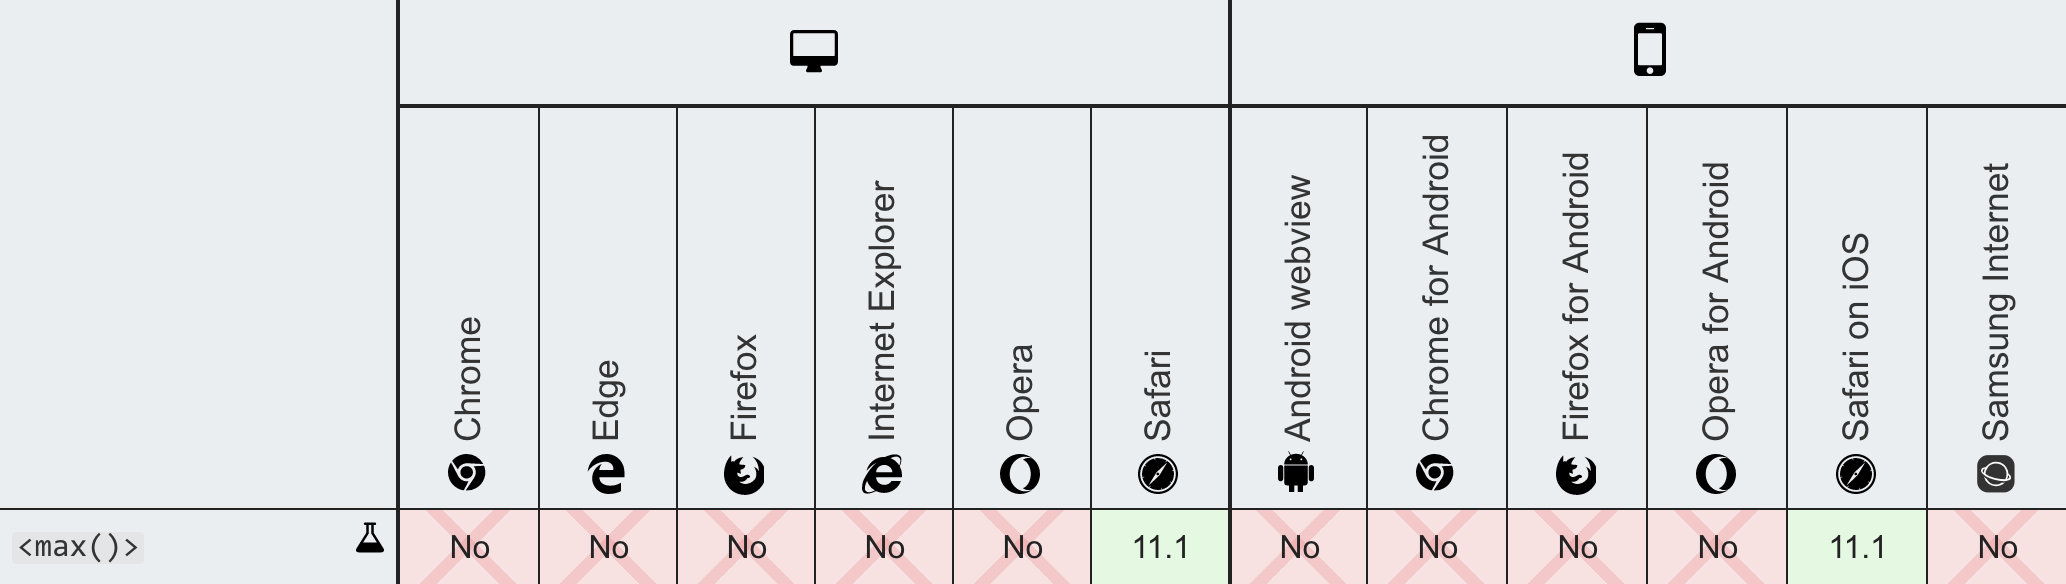 Chrome
Edge
Firefox
Internet Explorer
Opera
Safari
Android webview
Chrome for Android
Firefox for Android
Opera for Android
Safari on iOS
Samsung Internet
<max()> No No No No No 11.1 No No No No 11.1 No